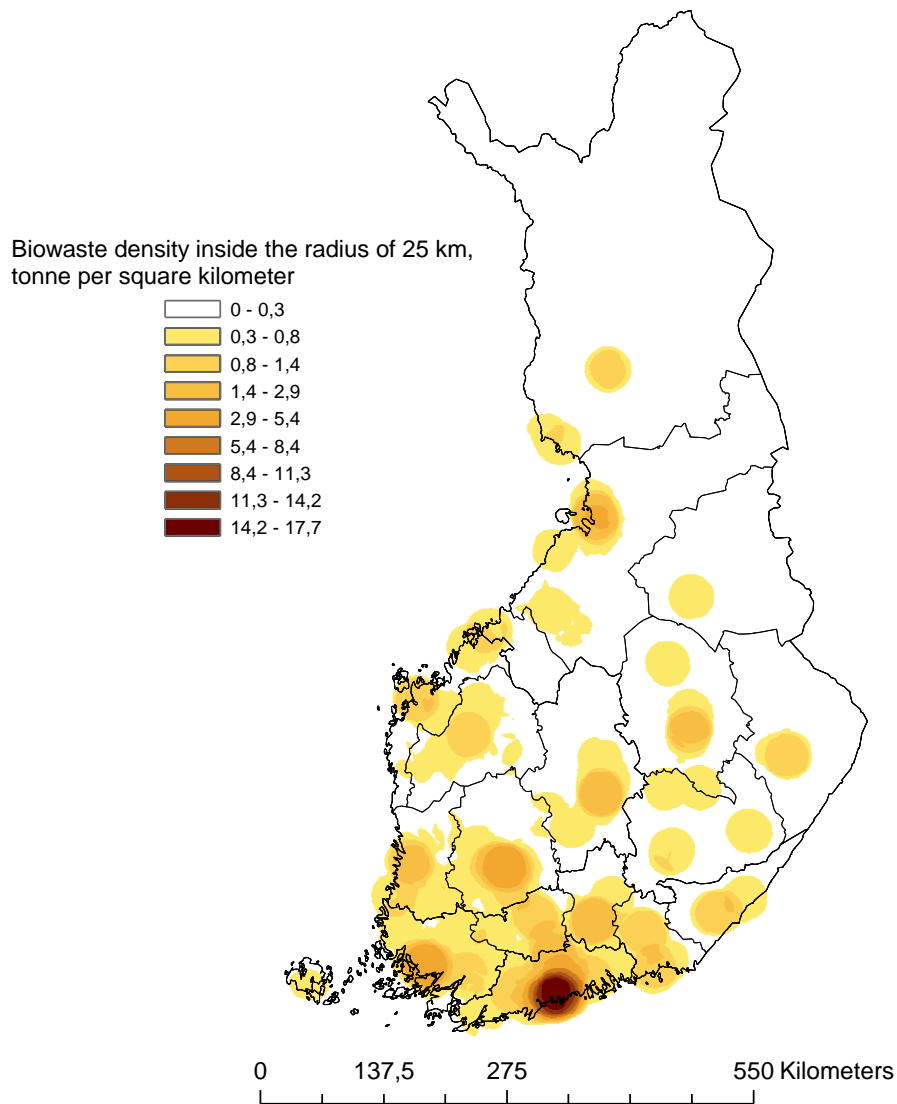 Biowaste density inside the radius of 25 km,
tonne per square kilometer
0 - 0,3
0,3 - 0,8
0,8 - 1,4
1,4 - 2,9
2,9 - 5,4
5,4 - 8,4
8,4 - 11,3
11,3 - 14,2
14,2 - 17,7
0 137,5 275 550 Kilometers